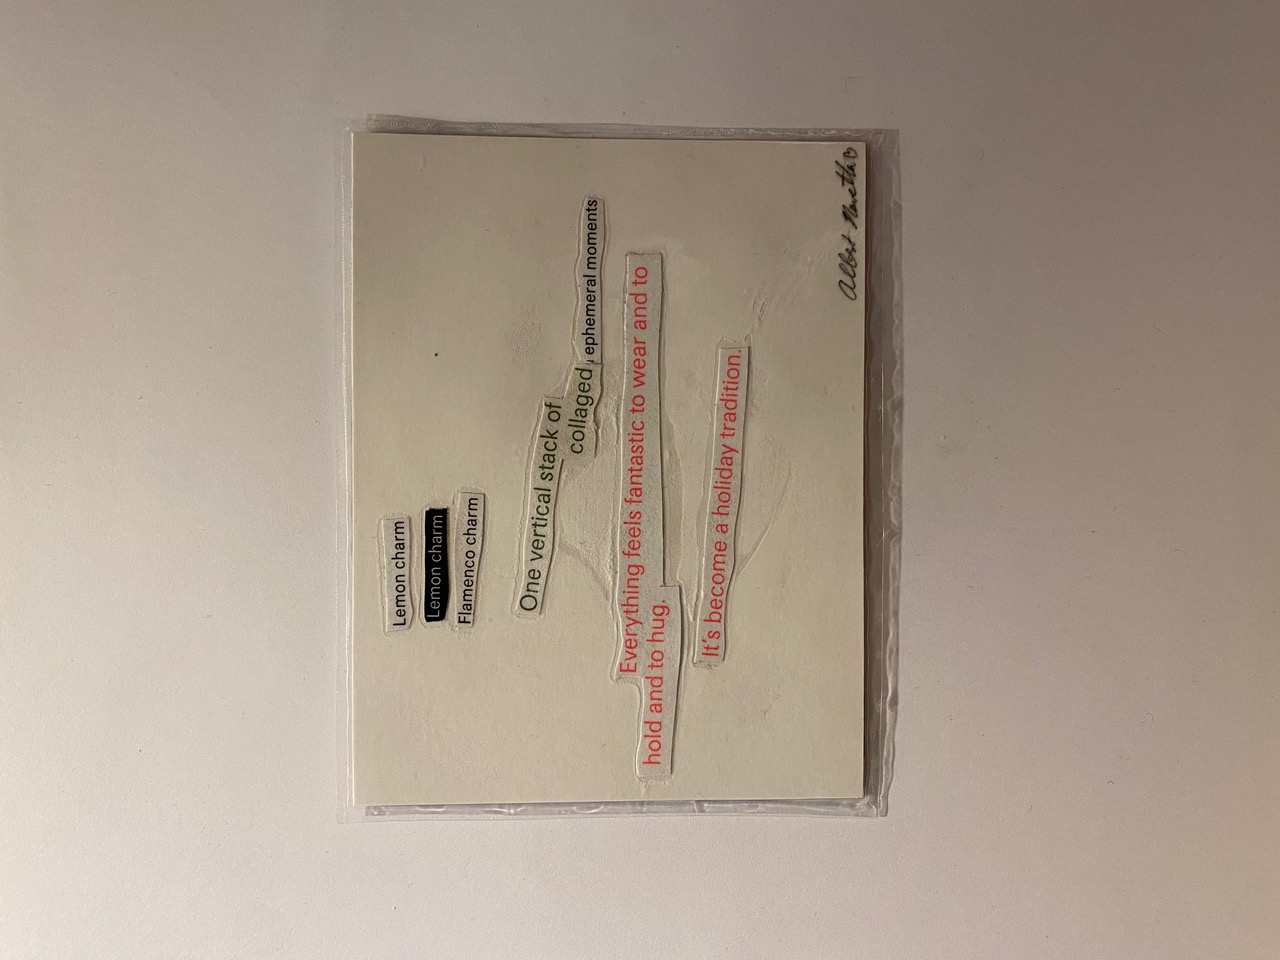 Lemon charm
Lemon charm
Flamenco charm
One vertical stack of
collaged ephemeral moments
Everything feels fantastic to wear and to
hold and to hug.
It's become a holiday tradition.
Albert